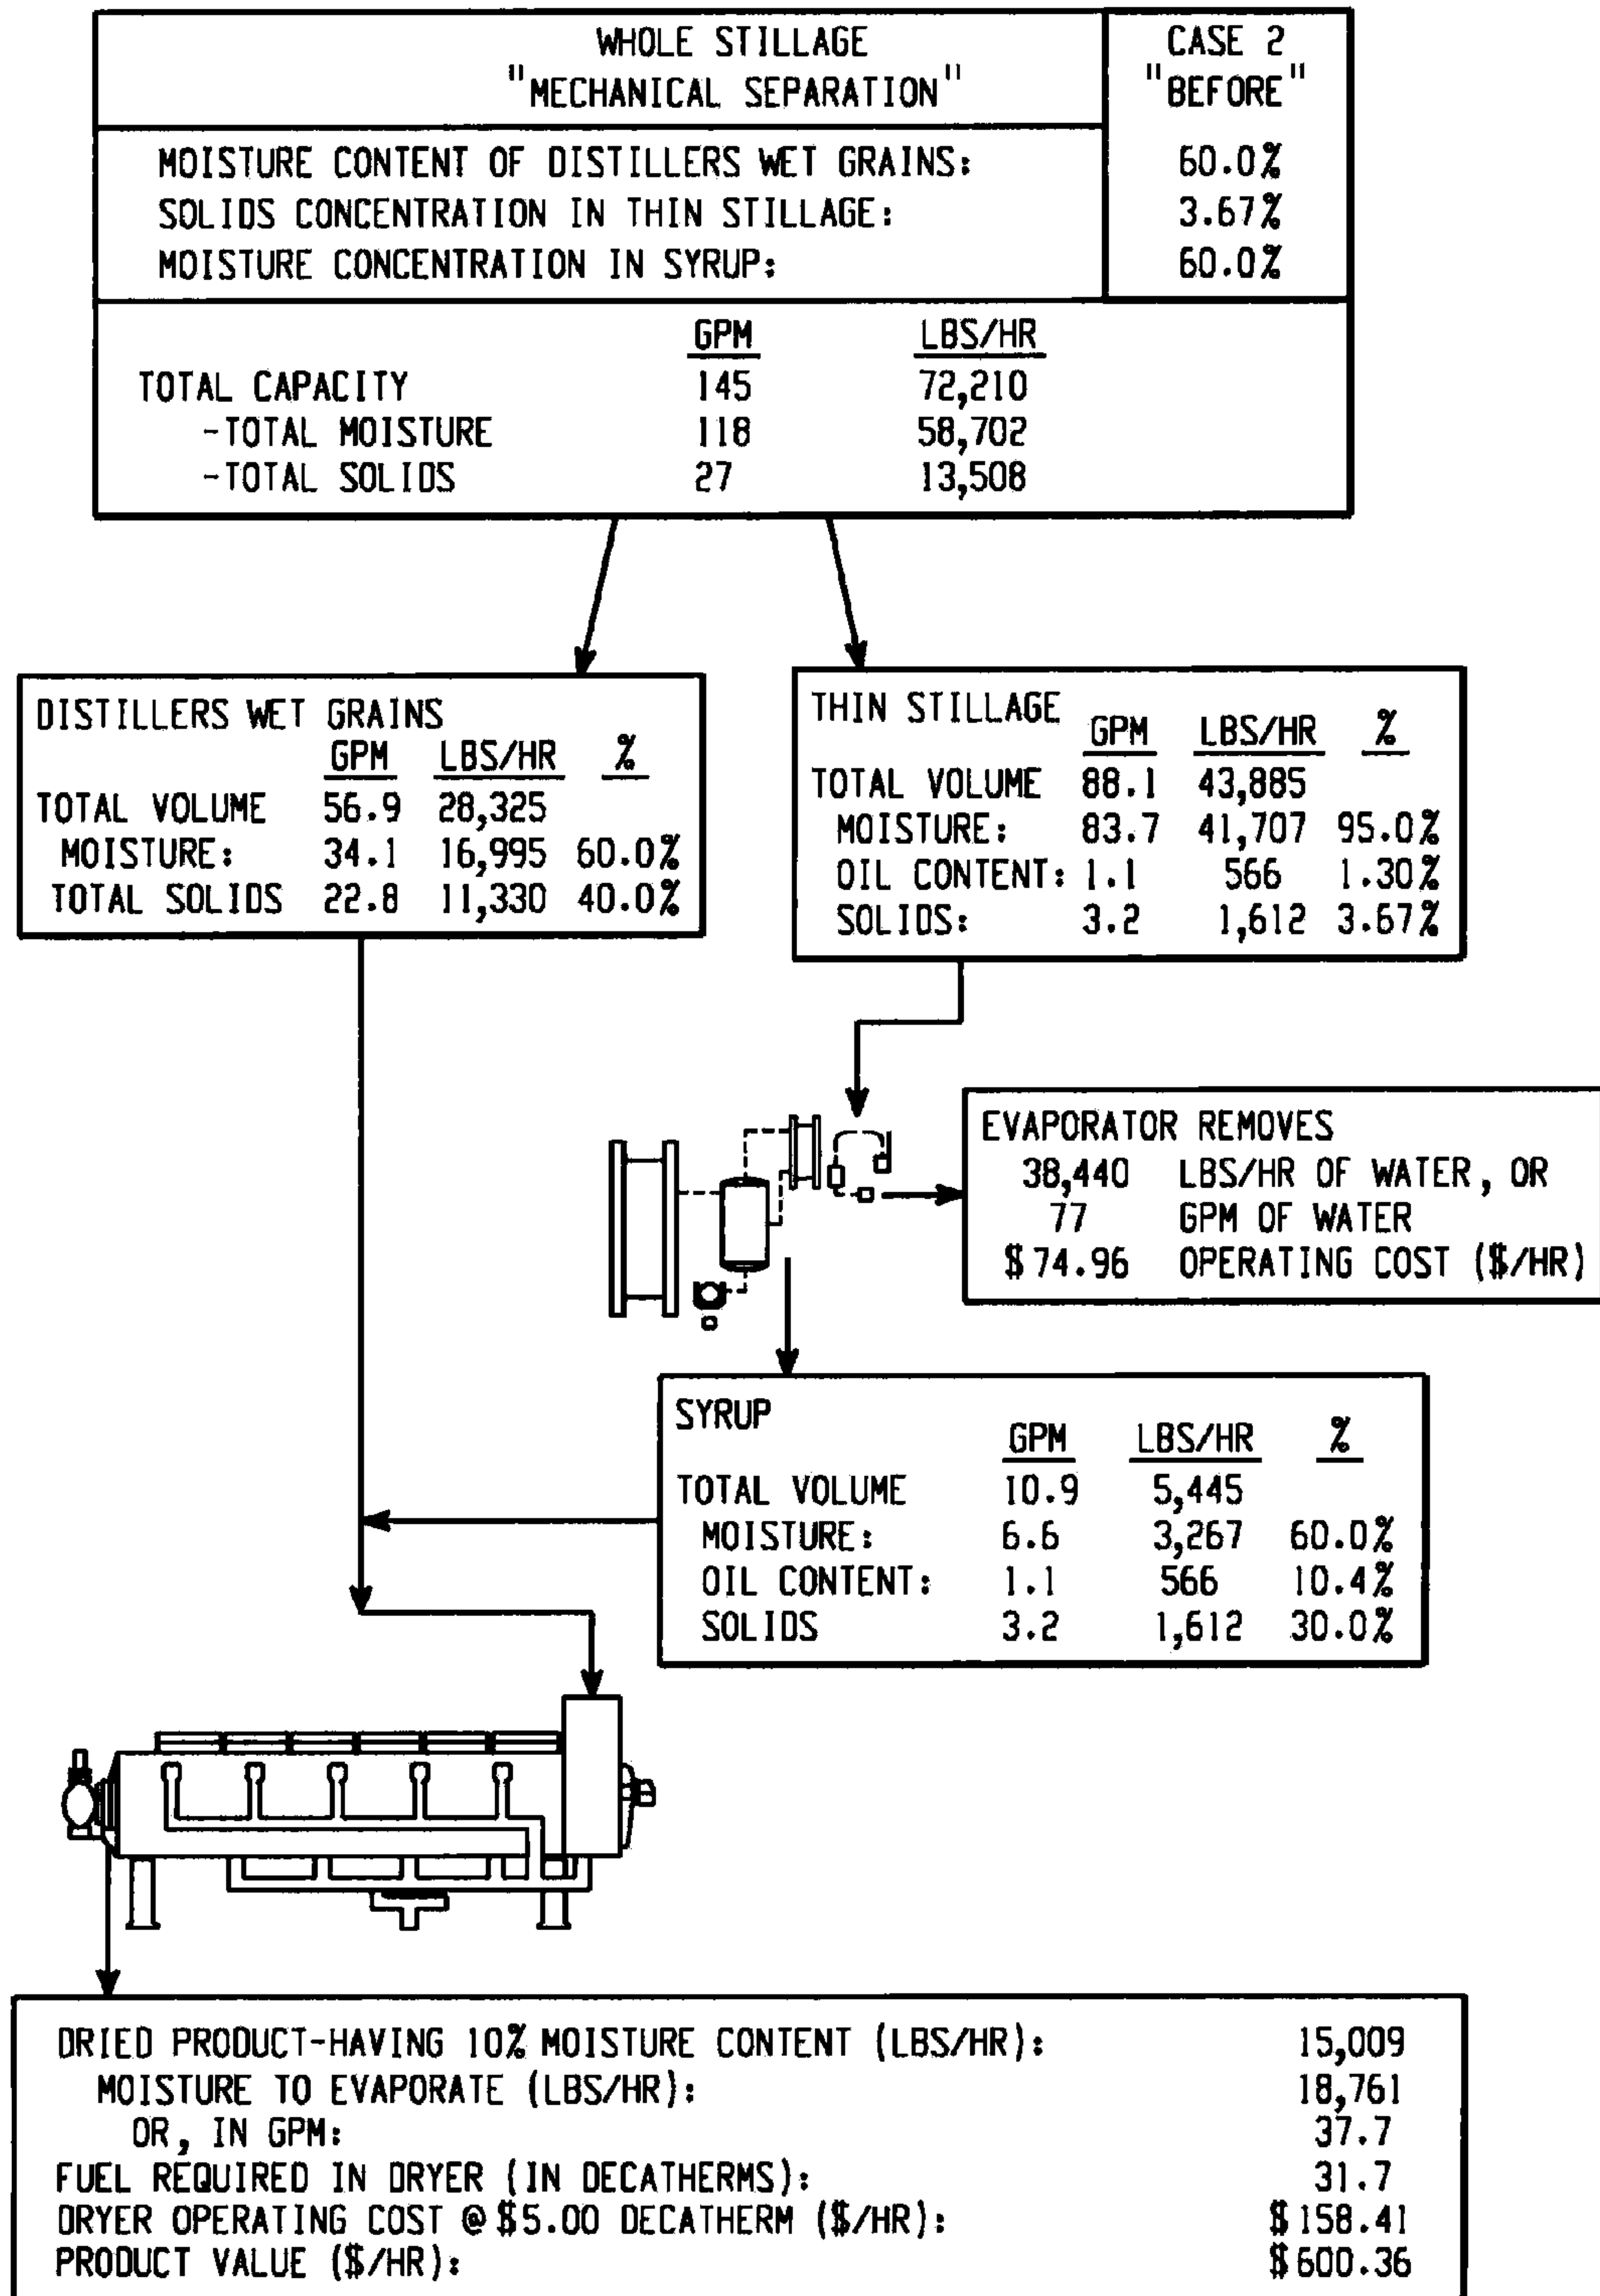 WHOLE STILLAGE
"MECHANICAL SEPARATION"
CASE 2
"BEFORE"
MOISTURE CONTENT OF DISTILLERS WET GRAINS: 60.0%
SOLIDS CONCENTRATION IN THIN STILLAGE: 3.67%
MOISTURE CONCENTRATION IN SYRUP: 60.0%
GPM LBS/HR
TOTAL CAPACITY 145 72,210
-TOTAL MOISTURE 118 58,702
-TOTAL SOLIDS 27 13,508
DISTILLERS WET GRAINS
GPM LBS/HR %
TOTAL VOLUME 56.9 28,325
MOISTURE: 34.1 16,995 60.0%
TOTAL SOLIDS 22.8 11,330 40.0%
THIN STILLAGE
GPM LBS/HR %
TOTAL VOLUME 88.1 43,885
MOISTURE: 83.7 41,707 95.0%
OIL CONTENT: 1.1 566 1.30%
SOLIDS: 3.2 1,612 3.67%
EVAPORATOR REMOVES
38,440 LBS/HR OF WATER, OR
77 GPM OF WATER
$74.96 OPERATING COST ($/HR)
SYRUP
GPM LBS/HR %
TOTAL VOLUME 10.9 5,445
MOISTURE: 6.6 3,267 60.0%
OIL CONTENT: 1.1 566 10.4%
SOLIDS 3.2 1,612 30.0%
DRIED PRODUCT-HAVING 10% MOISTURE CONTENT (LBS/HR): 15,009
MOISTURE TO EVAPORATE (LBS/HR): 18,761
OR, IN GPM: 37.7
FUEL REQUIRED IN DRYER (IN DECATHERMS): 31.7
DRYER OPERATING COST @ $5.00 DECATHERM ($/HR): $158.41
PRODUCT VALUE ($/HR): $600.36